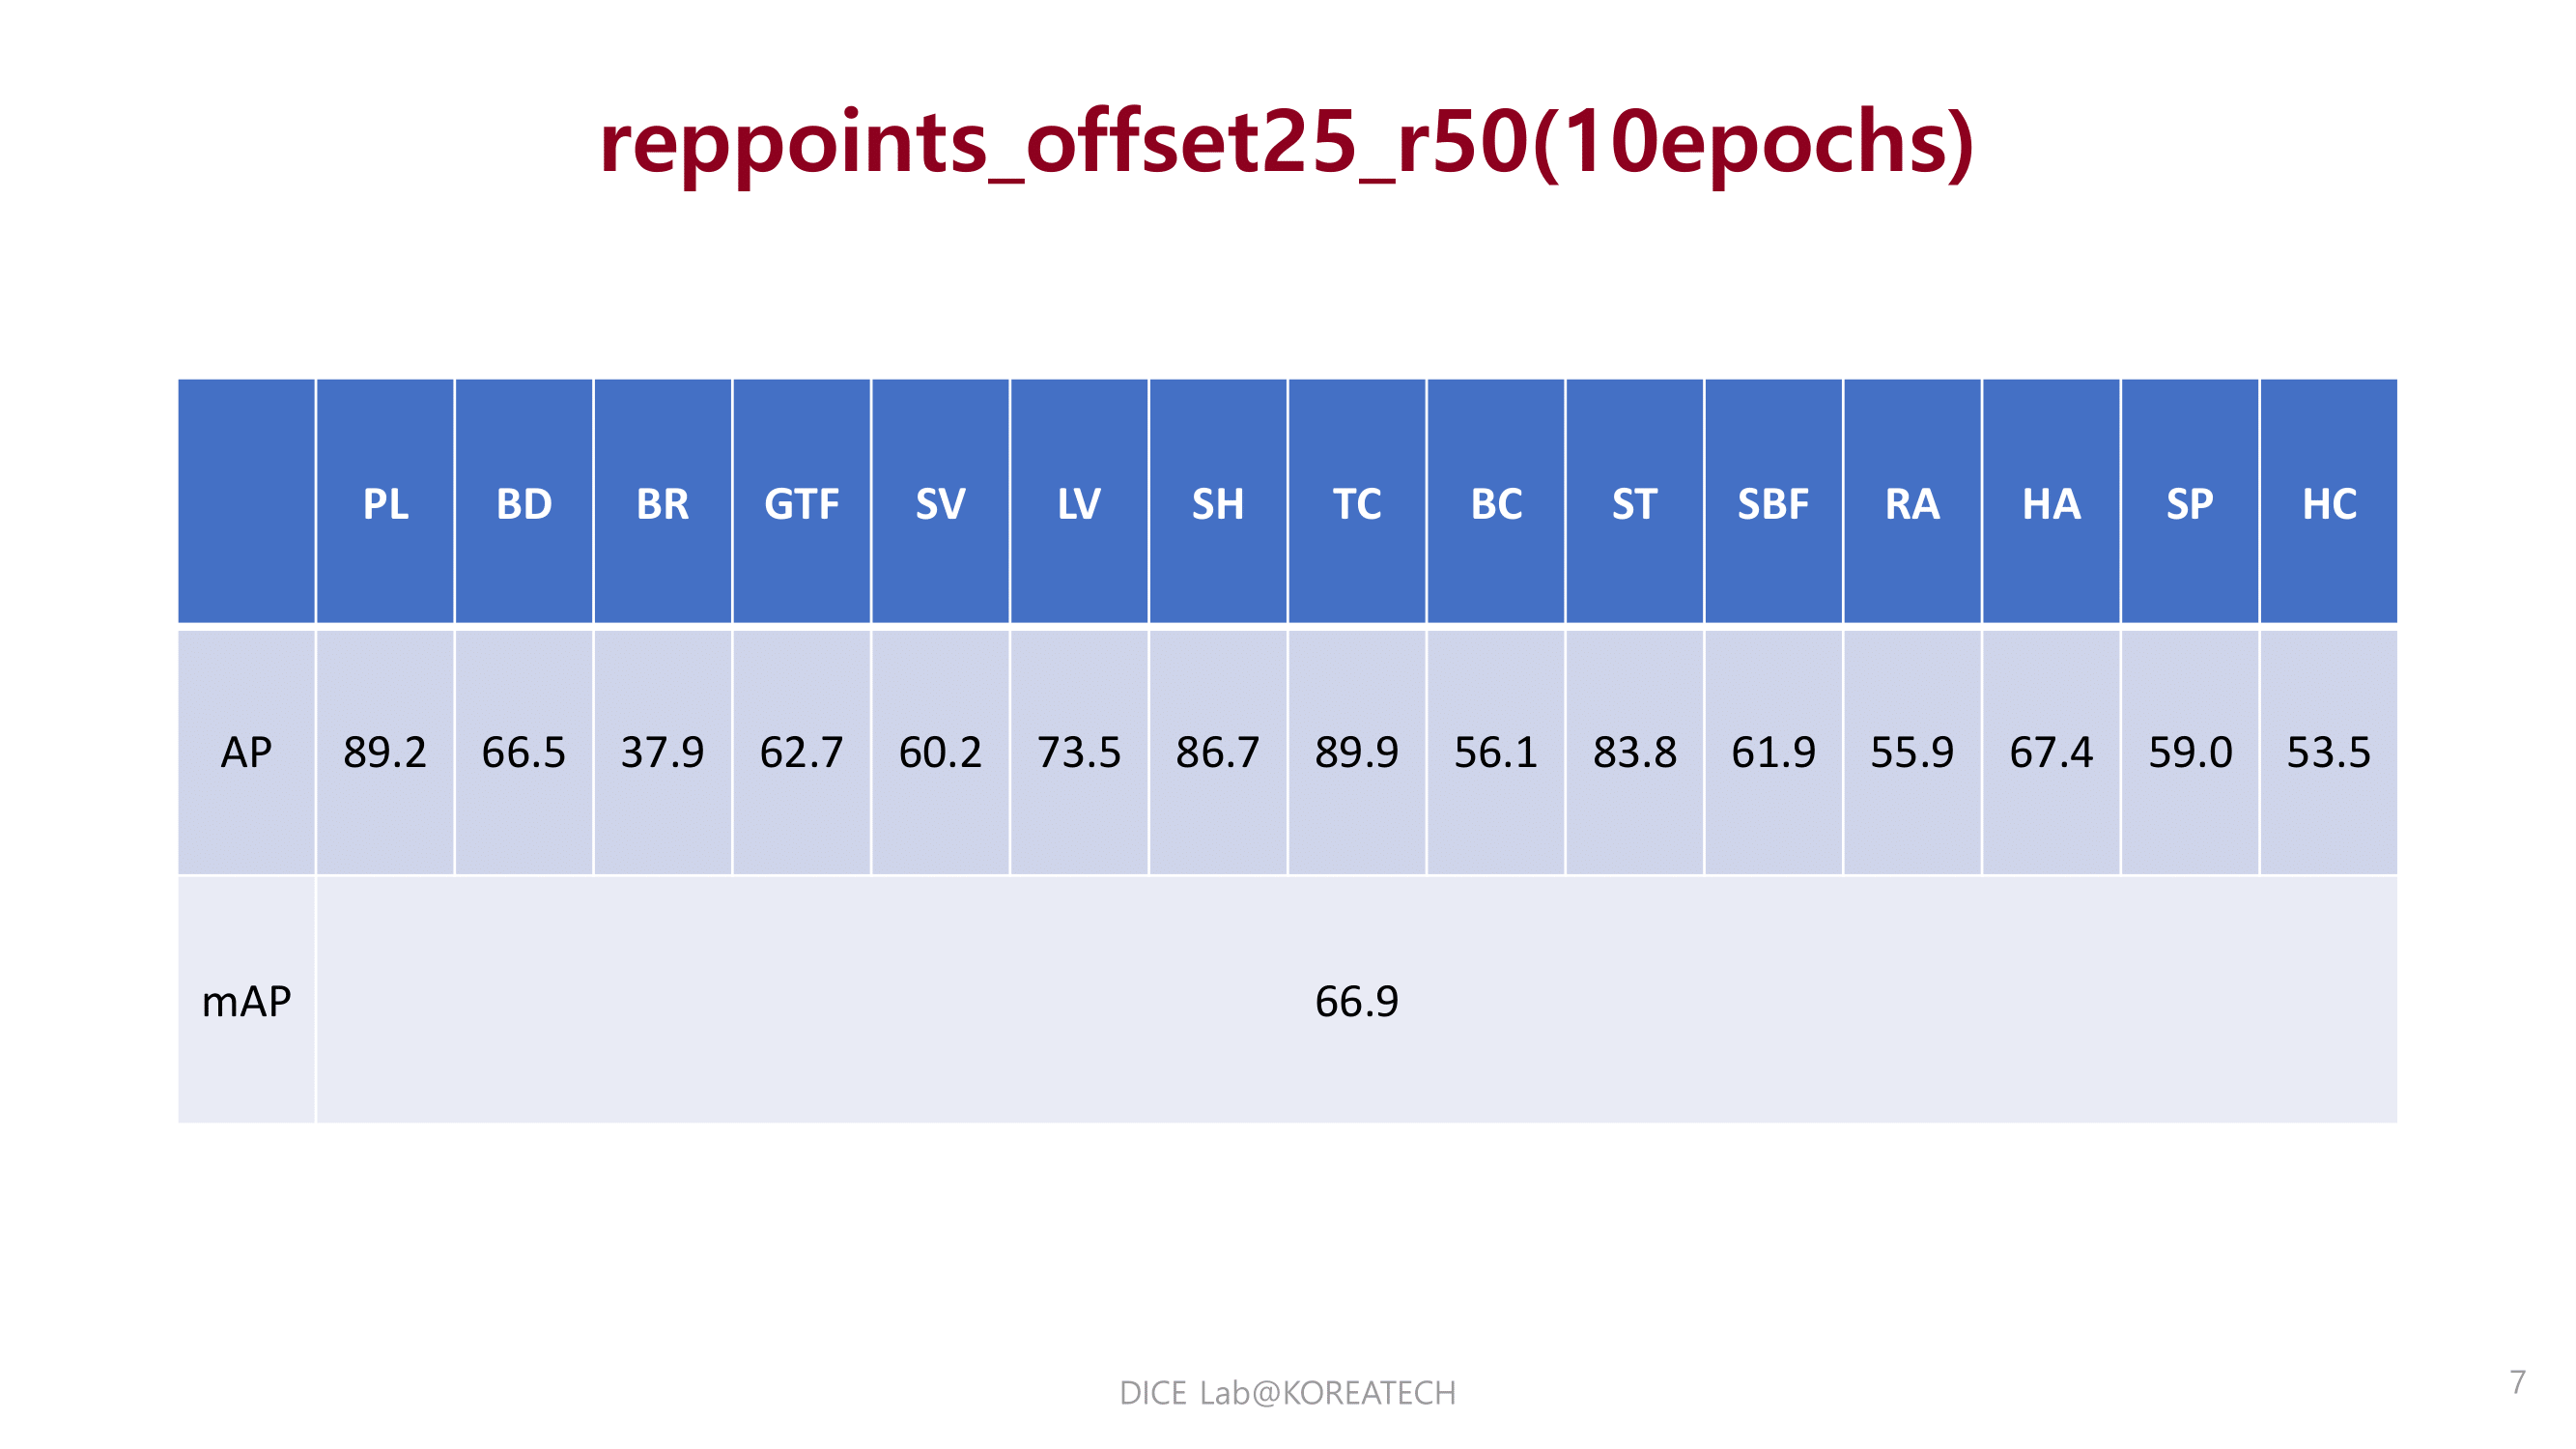 reppoints_offset25_r50(10epochs)
PL BD BR GTF SV LV SH TC BC ST SBF RA HA SP HC
AP 89.2 66.5 37.9 62.7 60.2 73.5 86.7 89.9 56.1 83.8 61.9 55.9 67.4 59.0 53.5
mAP 66.9
DICE Lab@KOREATECH
7